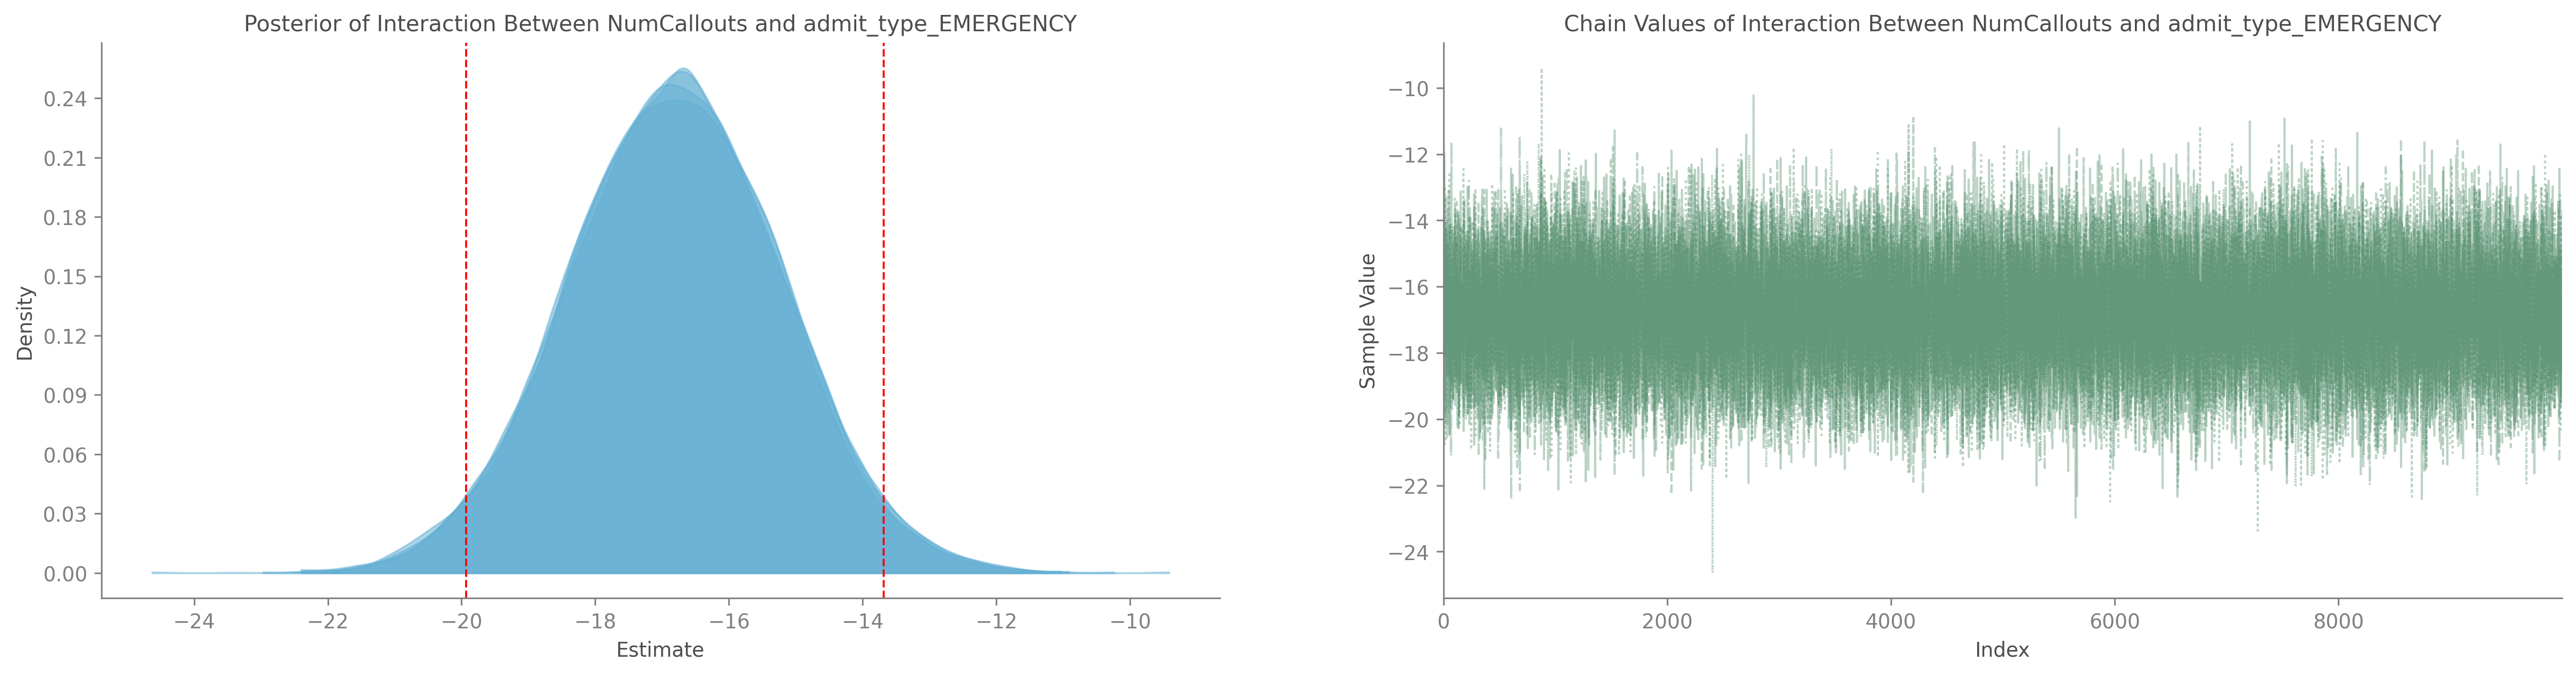 Posterior of Interaction Between NumCallouts and admit_type_EMERGENCY
Density
0.24
0.21
0.18
0.15
0.12
0.09
0.06
0.03
0.00
−24 −22 −20 −18 −16 −14 −12 −10
Estimate
Chain Values of Interaction Between NumCallouts and admit_type_EMERGENCY
Sample Value
−10
−12
−14
−16
−18
−20
−22
−24
0 2000 4000 6000 8000
Index